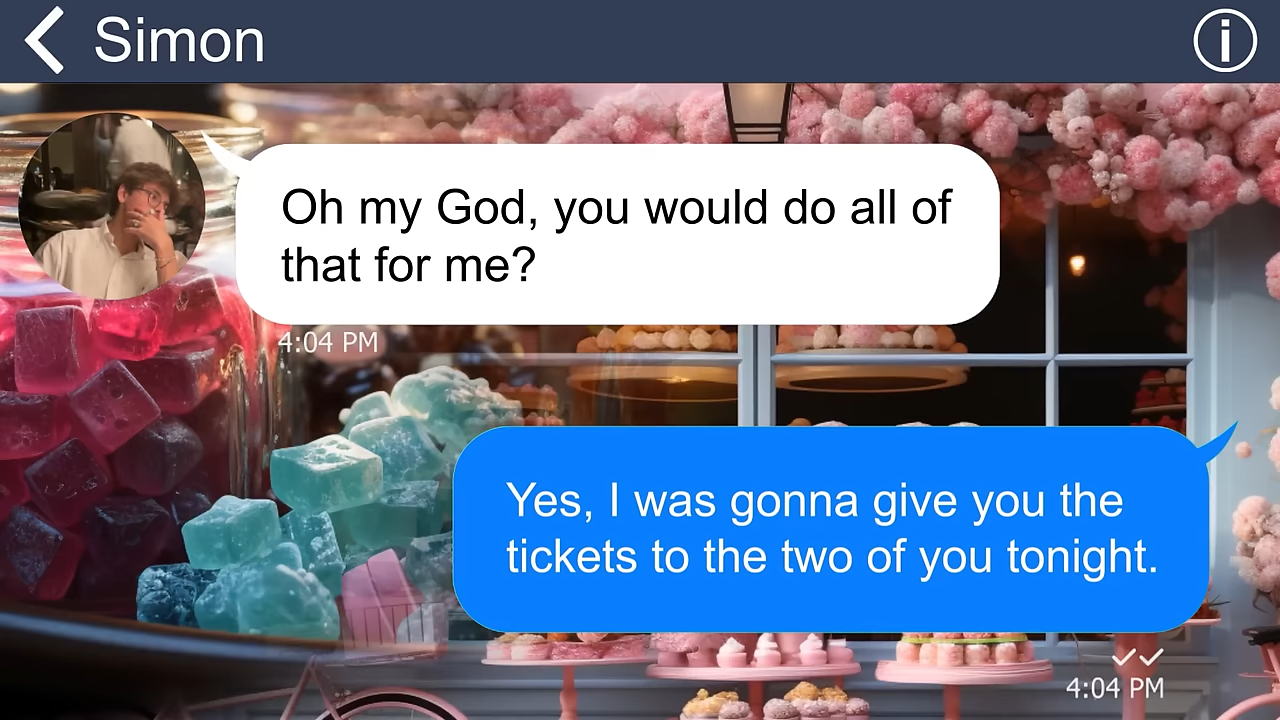 Simon
Oh my God, you would do all of
that for me?
4:04 PM
Yes, I was gonna give you the
tickets to the two of you tonight.
4:04 PM